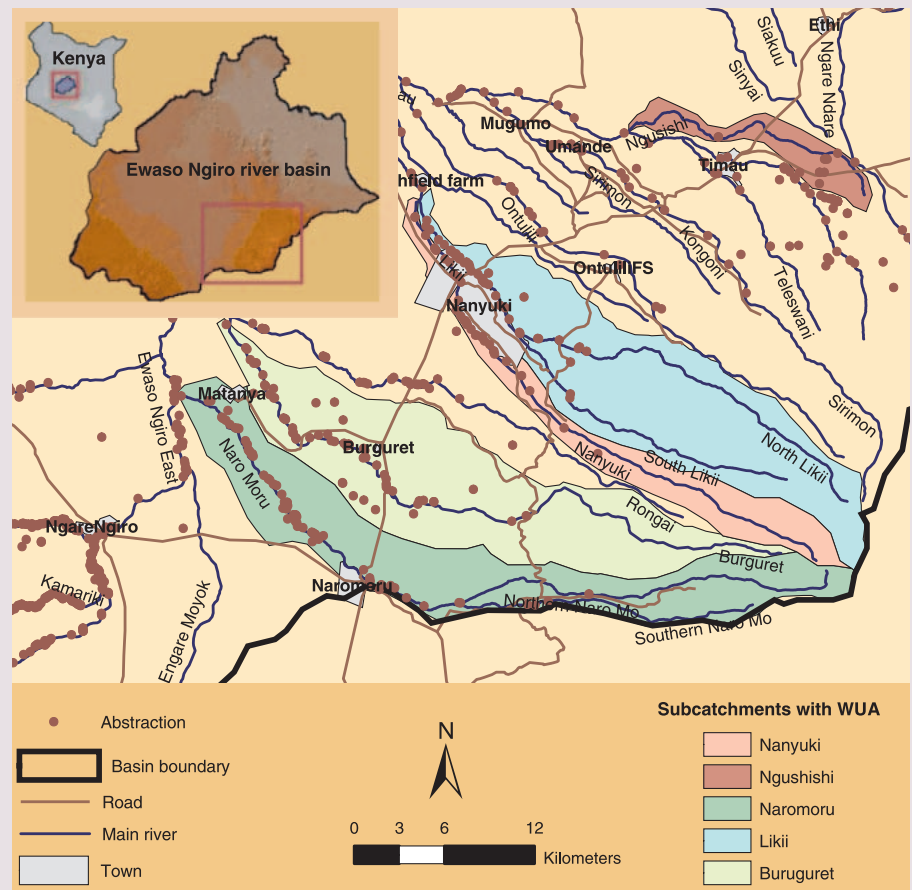 Kenya
Ewaso Ngiro river basin
Ethi
Siakuu
Sinyai
Ngare Ndare
Mugumo
Umande
Ngusishi
Timau
hfield farm
Sirimon
Ontulili
Kongoni
OntuliliFS
Teleswani
Likii
Nanyuki
Ewaso Ngiro East
Matanya
Sirimon
Naro Moru
Burguret
Nanyuki
South Likii
North Likii
Rongai
NgareNgiro
Burguret
Kamariki
Naromoru
Northern Naro Mo
Engare Moyok
Southern Naro Mo
Abstraction
Basin boundary
Road
Main river
Town
N
0 3 6 12
Kilometers
Subcatchments with WUA
Nanyuki
Ngushishi
Naromoru
Likii
Buruguret